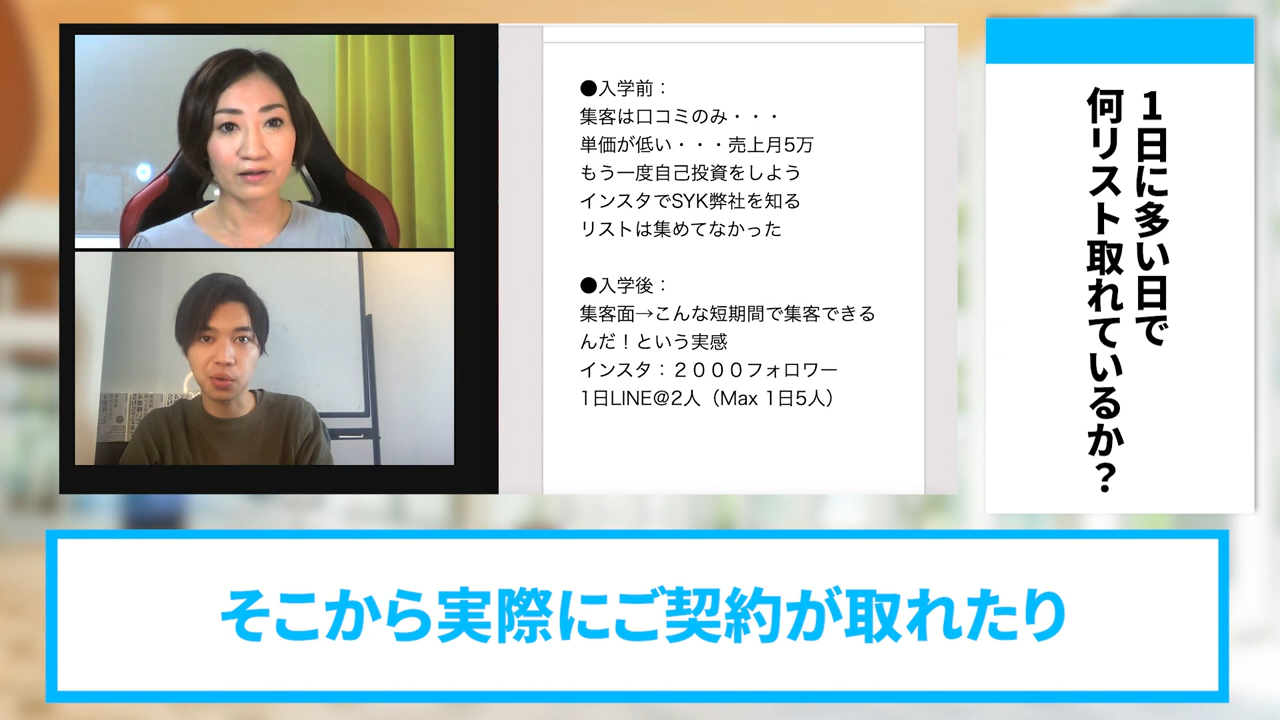 ●入学前：
集客は口コミのみ・・・
単価が低い・・・売上月5万
もう一度自己投資をしよう
インスタでSYK弊社を知る
リストは集めてなかった
●入学後：
集客面→こんな短期間で集客できる
んだ！という実感
インスタ：２０００フォロワー
1日LINE@2人（Max 1日5人）
1日に多い日で
何リスト取れているか？
そこから実際にご契約が取れたり